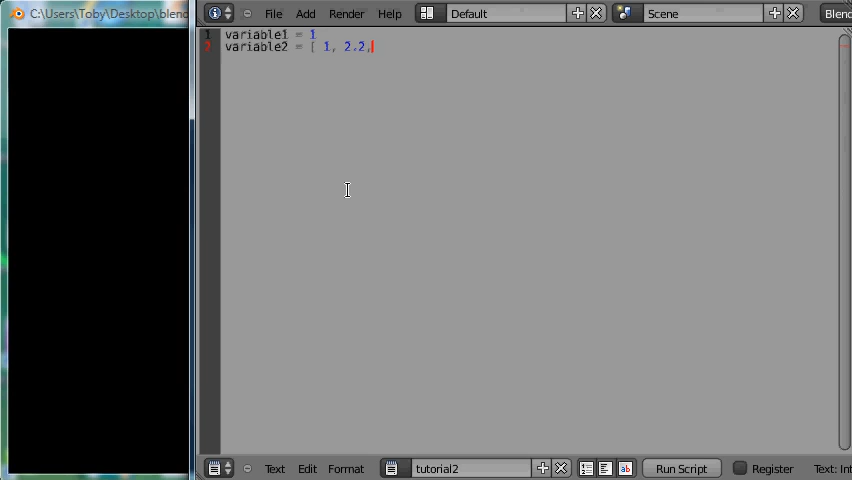 C:\Users\Toby\Desktop\blend
File Add Render Help Default Scene Blend
1 variable1 = 1
2 variable2 = [ 1, 2.2,
Text Edit Format tutorial2 Run Script Register Text: Int